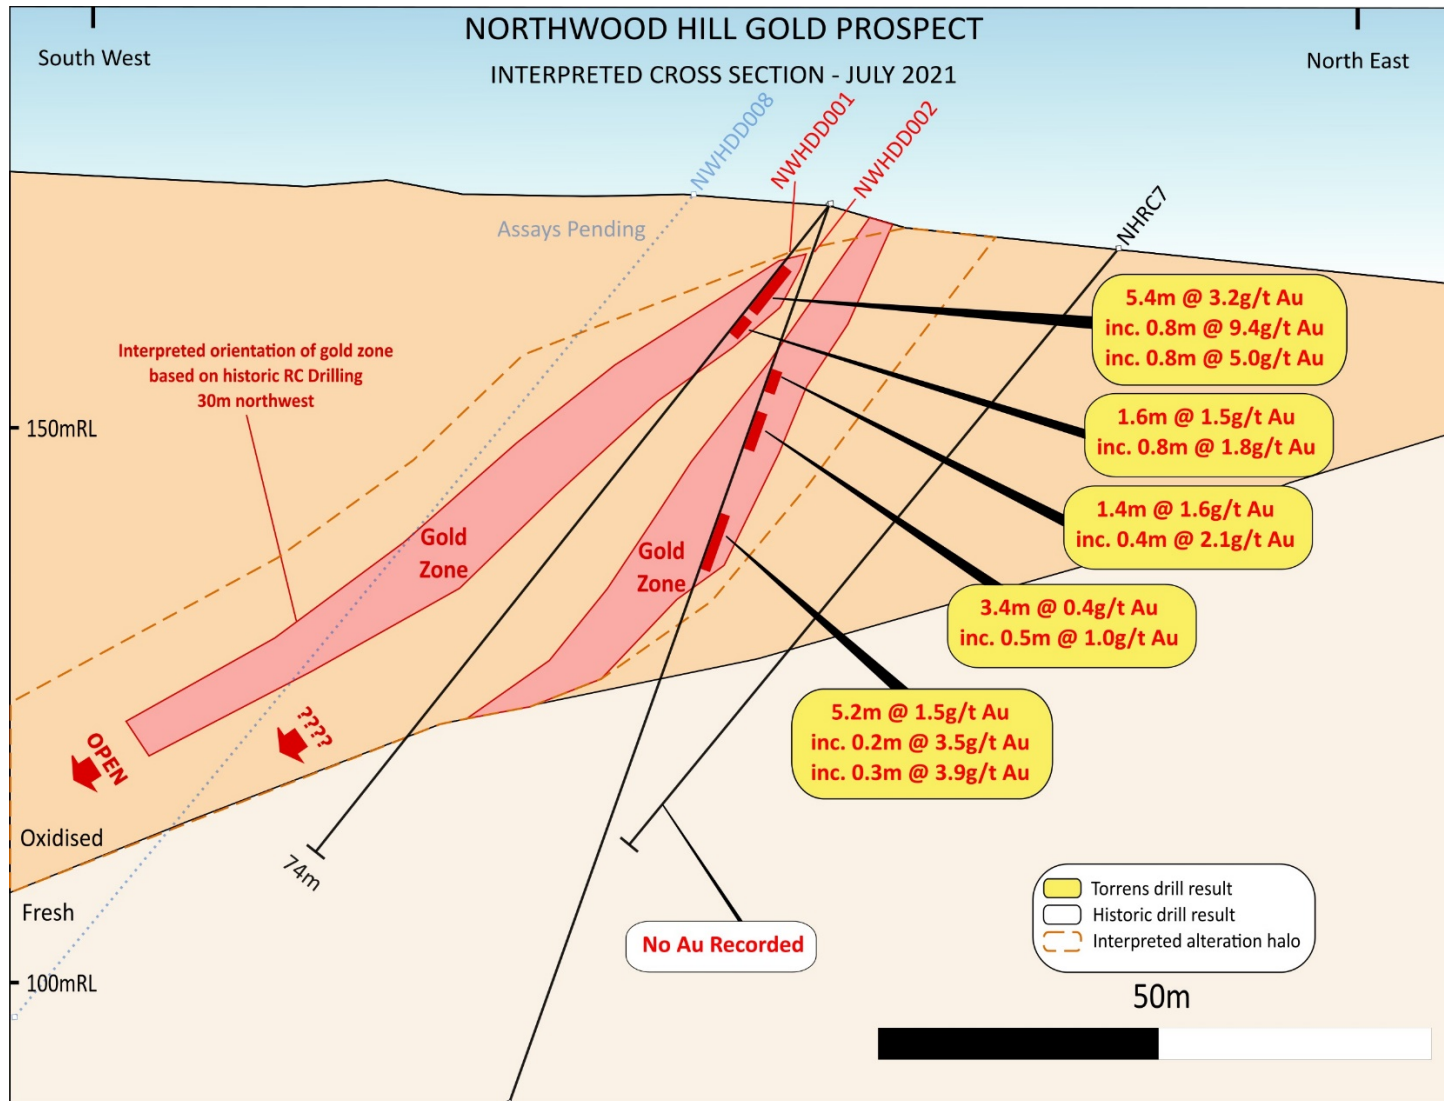 NORTHWOOD HILL GOLD PROSPECT
INTERPRETED CROSS SECTION - JULY 2021
South West
North East
NWHDD008
NWHDD001
NWHDD002
NHRC7
Assays Pending
5.4m @ 3.2g/t Au
inc. 0.8m @ 9.4g/t Au
inc. 0.8m @ 5.0g/t Au
Interpreted orientation of gold zone
based on historic RC Drilling
30m northwest
1.6m @ 1.5g/t Au
inc. 0.8m @ 1.8g/t Au
150mRL
1.4m @ 1.6g/t Au
inc. 0.4m @ 2.1g/t Au
Gold
Zone
Gold
Zone
3.4m @ 0.4g/t Au
inc. 0.5m @ 1.0g/t Au
5.2m @ 1.5g/t Au
inc. 0.2m @ 3.5g/t Au
inc. 0.3m @ 3.9g/t Au
OPEN
????
Oxidised
74m
Fresh
No Au Recorded
Torrens drill result
Historic drill result
Interpreted alteration halo
100mRL
50m